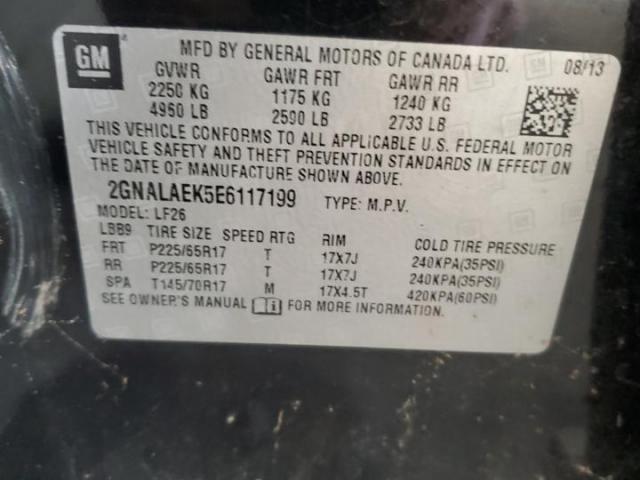 GM
MFD BY GENERAL MOTORS OF CANADA LTD. 08/13
GVWR GAWR FRT GAWR RR
2250 KG 1175 KG 1240 KG
4960 LB 2590 LB 2733 LB
THIS VEHICLE CONFORMS TO ALL APPLICABLE U.S. FEDERAL MOTOR
VEHICLE SAFETY AND THEFT PREVENTION STANDARDS IN EFFECT ON
THE DATE OF MANUFACTURE SHOWN ABOVE.
2GNALAEK5E6117199 TYPE: M.P.V.
MODEL: LF26
LBB9 TIRE SIZE SPEED RTG RIM COLD TIRE PRESSURE
FRT P225/65R17 T 17X7J 240KPA(35PSI)
RR P225/65R17 T 17X7J 240KPA(35PSI)
SPA T145/70R17 M 17X4.5T 420KPA(60PSI)
SEE OWNER'S MANUAL i FOR MORE INFORMATION.